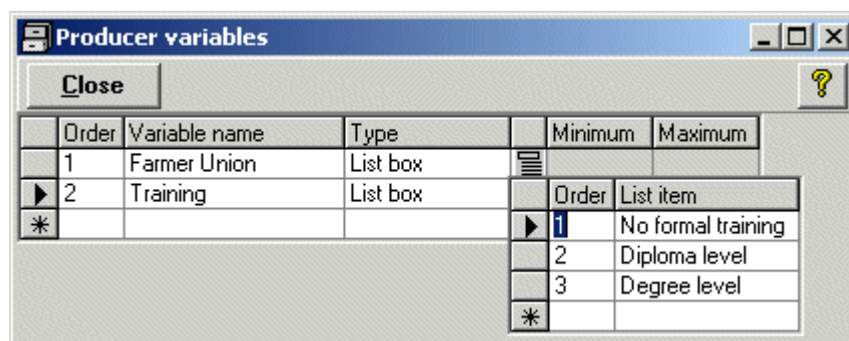 Producer variables
Close ?
Order Variable name Type Minimum Maximum
1 Farmer Union List box
2 Training List box
Order List item
1 No formal training
2 Diploma level
3 Degree level